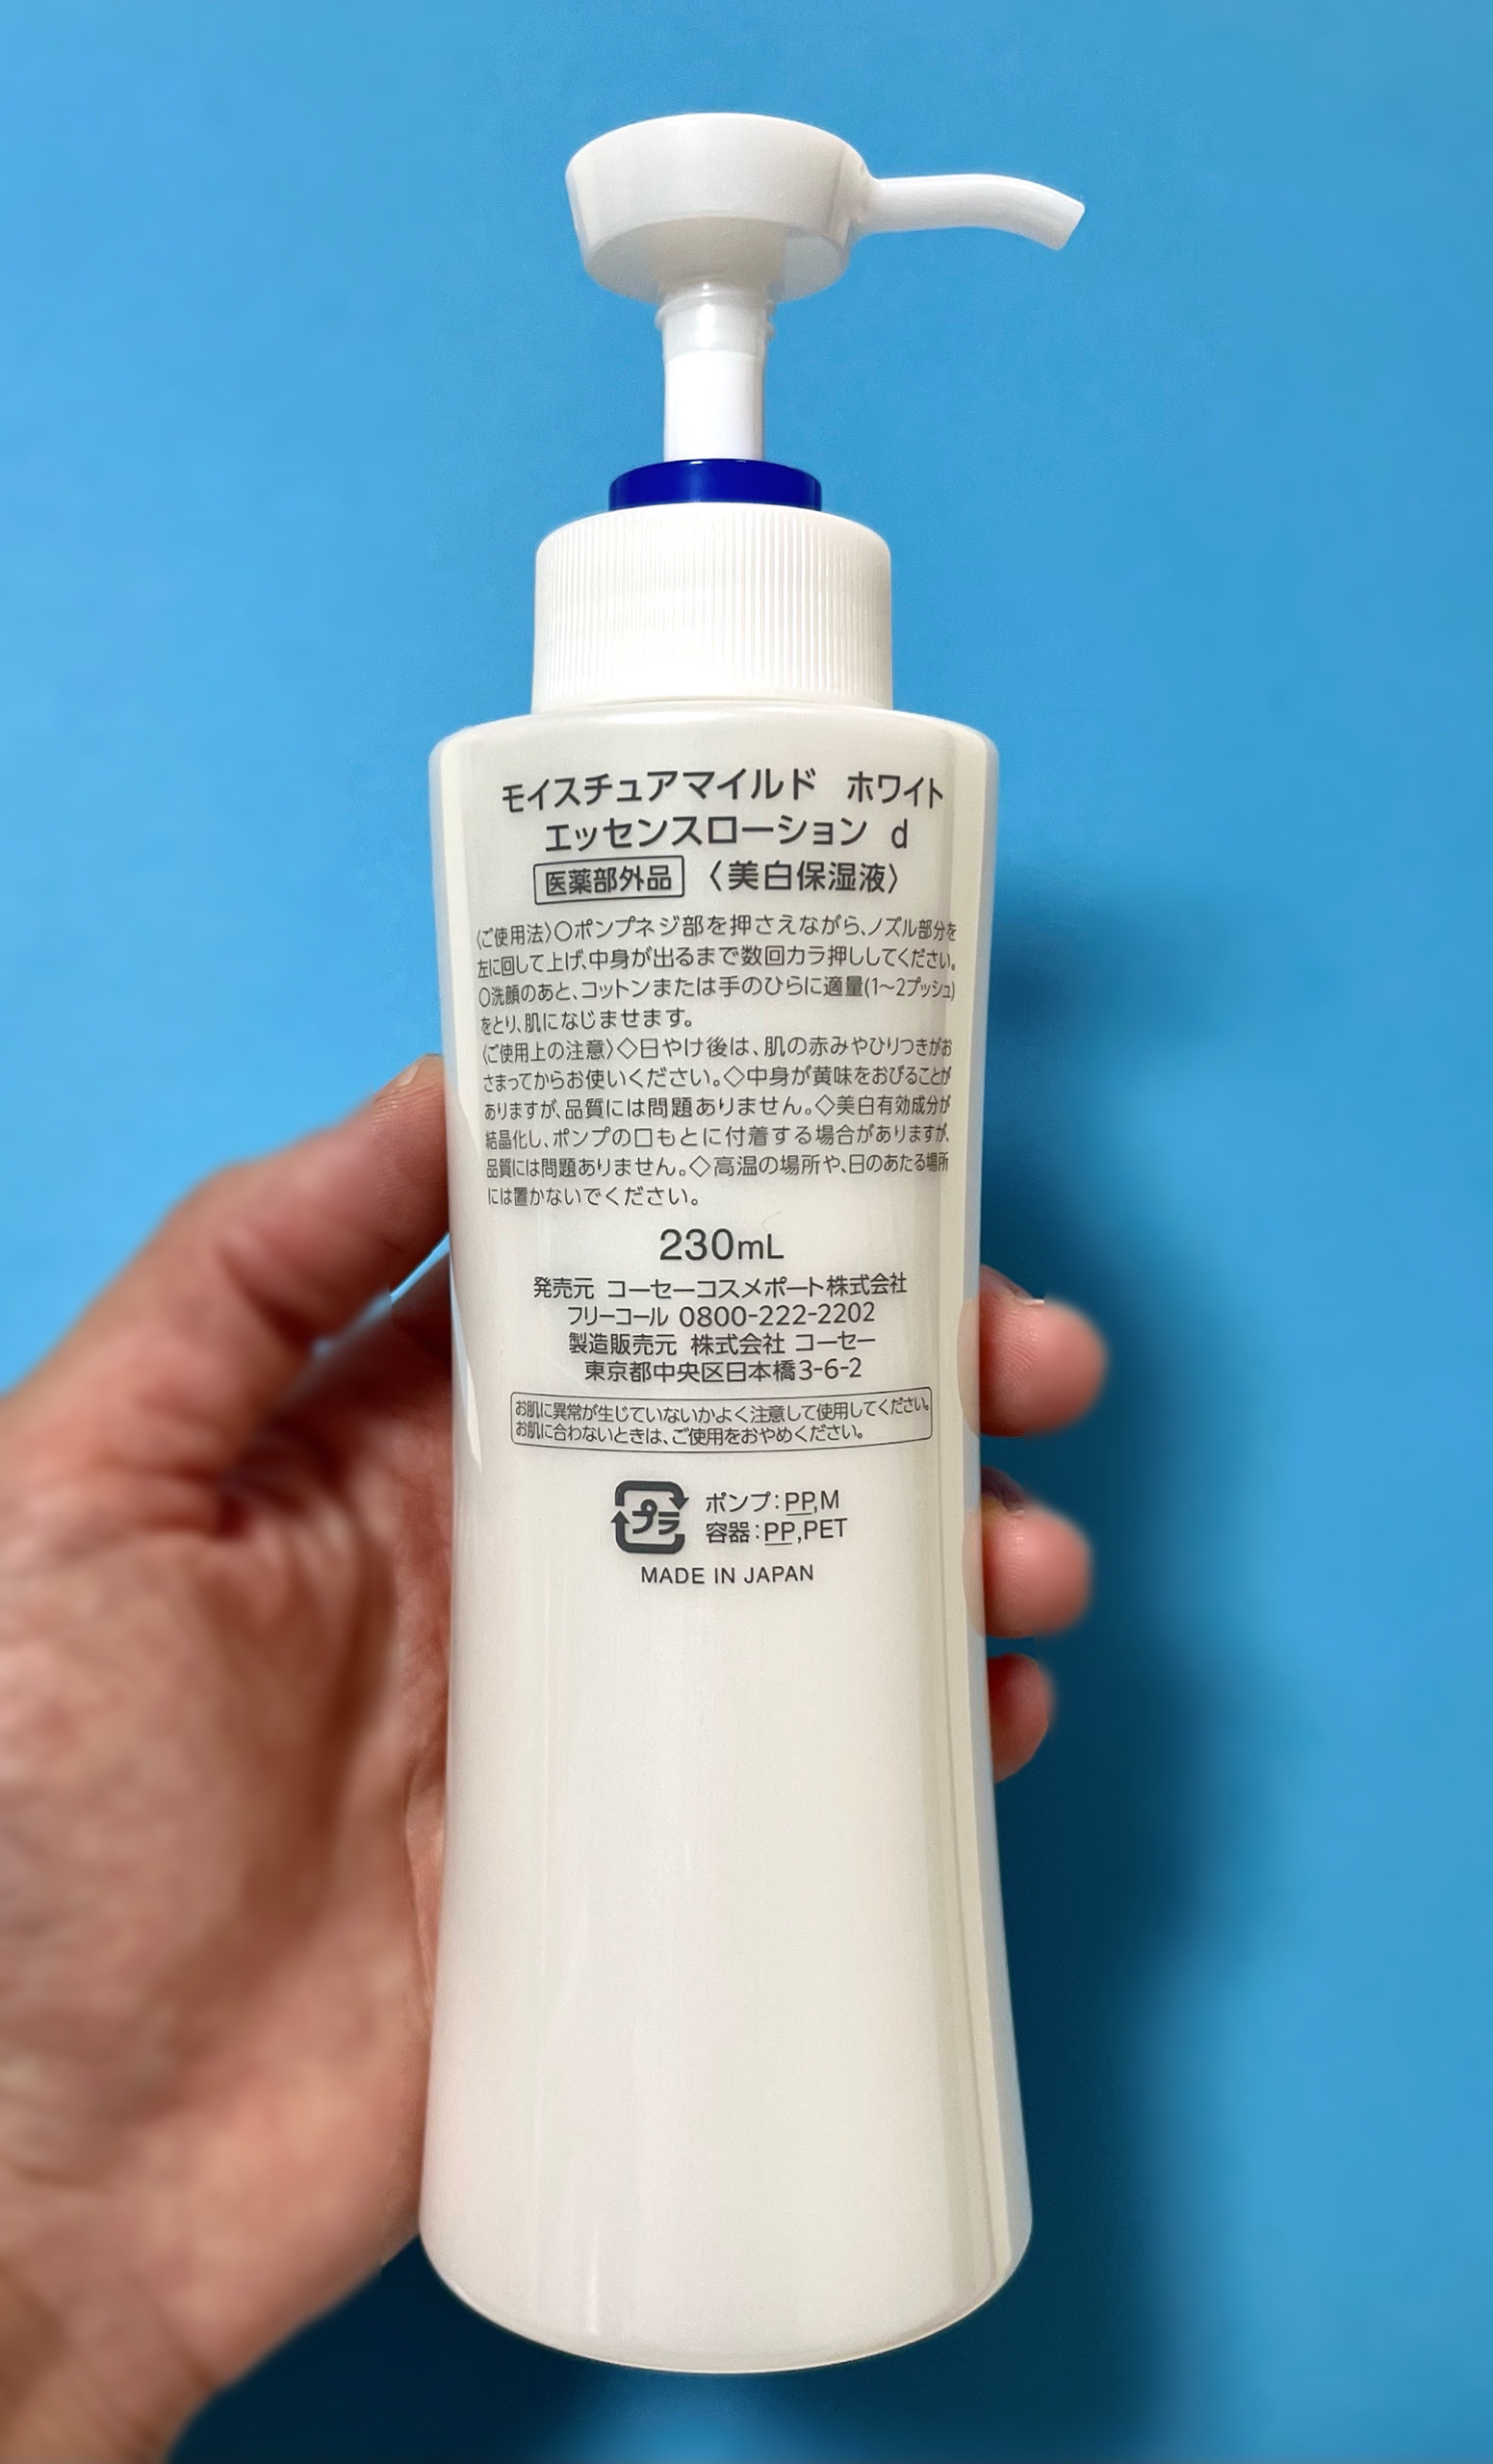 モイスチュアマイルド ホワイト
エッセンスローション d
医薬部外品 〈美白保湿液〉
〈ご使用法〉○ポンプネジ部を押さえながら、ノズル部分を
左に回して上げ、中身が出るまで数回カラ押ししてください。
○洗顔のあと、コットンまたは手のひらに適量(1〜2プッシュ)
をとり、肌になじませます。
〈ご使用上の注意〉◇日やけ後は、肌の赤みやひりつきがお
さまってからお使いください。◇中身が黄味をおびることが
ありますが、品質には問題ありません。◇美白有効成分が
結晶化し、ポンプの口もとに付着する場合がありますが、
品質には問題ありません。◇高温の場所や、日のあたる場所
には置かないでください。
230mL
発売元 コーセーコスメポート株式会社
フリーコール 0800-222-2202
製造販売元 株式会社 コーセー
東京都中央区日本橋3-6-2
お肌に異常が生じていないかよく注意して使用してください。
お肌に合わないときは、ご使用をおやめください。
プラ ポンプ:PP,M
容器:PP,PET
MADE IN JAPAN